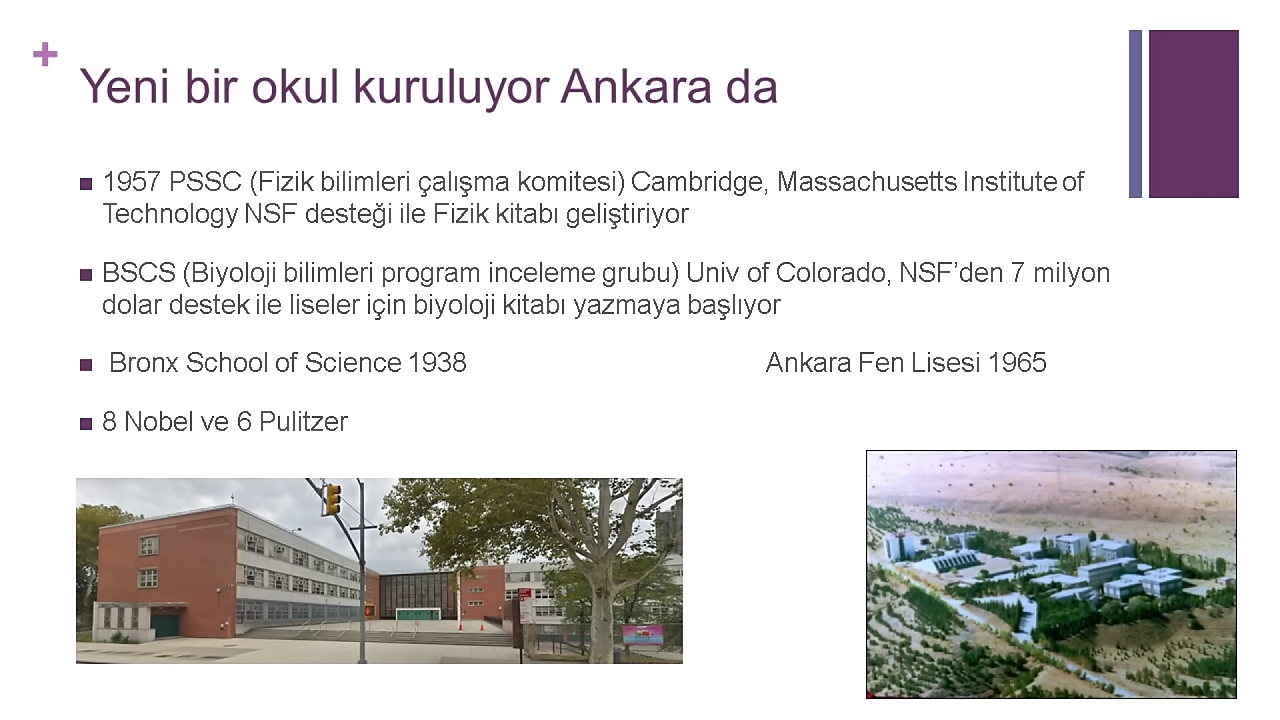 Yeni bir okul kuruluyor Ankara da
1957 PSSC (Fizik bilimleri çalışma komitesi) Cambridge, Massachusetts Institute of
Technology NSF desteği ile Fizik kitabı geliştiriyor
BSCS (Biyoloji bilimleri program inceleme grubu) Univ of Colorado, NSF’den 7 milyon
dolar destek ile liseler için biyoloji kitabı yazmaya başlıyor
Bronx School of Science 1938 Ankara Fen Lisesi 1965
8 Nobel ve 6 Pulitzer